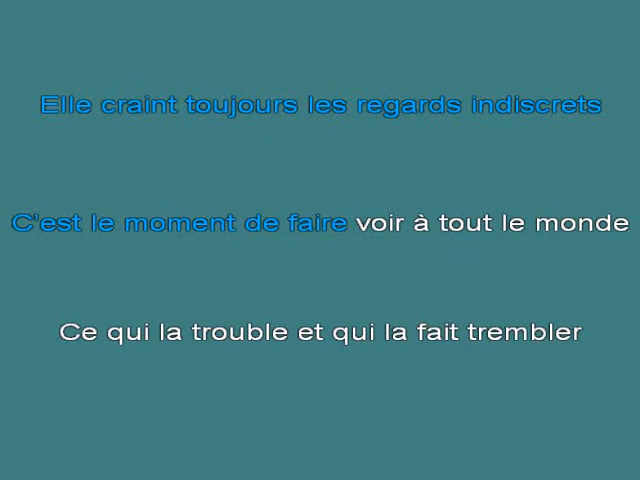 Elle craint toujours les regards indiscrets
C'est le moment de faire voir à tout le monde
Ce qui la trouble et qui la fait trembler